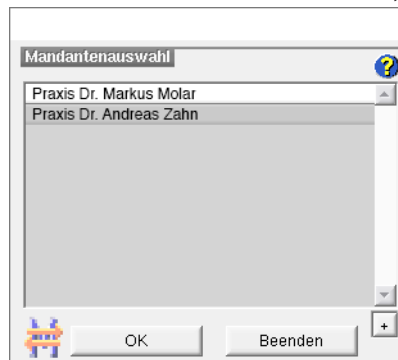 Mandantenauswahl
?
Praxis Dr. Markus Molar
Praxis Dr. Andreas Zahn
+
OK
Beenden